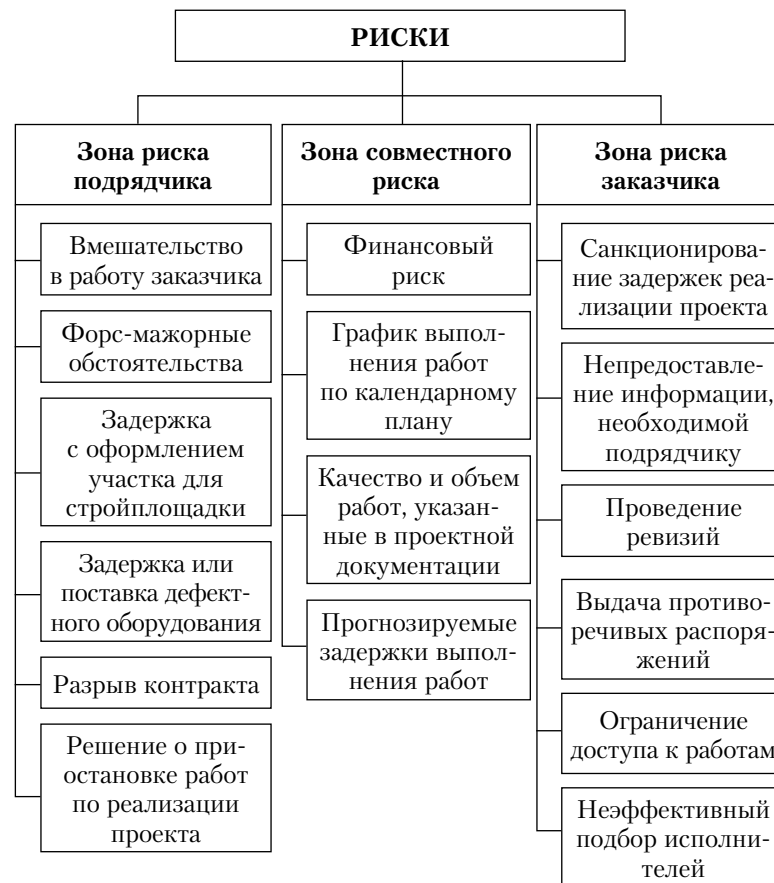 РИСКИ
Зона риска
подрядчика
Вмешательство
в работу заказчика
Форс-мажорные
обстоятельства
Задержка
с оформлением
участка для
стройплощадки
Задержка или
поставка дефект-
ного оборудования
Разрыв контракта
Решение о при-
остановке работ
по реализации
проекта
Зона совместного
риска
Финансовый
риск
График выпол-
нения работ
по календарному
плану
Качество и объем
работ, указан-
ные в проектной
документации
Прогнозируемые
задержки выпол-
нения работ
Зона риска
заказчика
Санкционирова-
ние задержек реа-
лизации проекта
Непредоставле-
ние информации,
необходимой
подрядчику
Проведение
ревизий
Выдача противо-
речивых распоря-
жений
Ограничение
доступа к работам
Неэффективный
подбор исполни-
телей